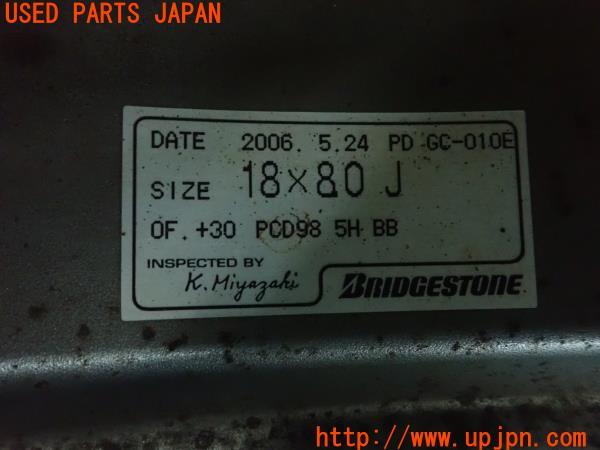 USED PARTS JAPAN
DATE 2006. 5.24 PD GC-010E
SIZE 18×8.0 J
OF. +30 PCD98 5H BB
INSPECTED BY
K. Miyazaki BRIDGESTONE
http://www.upjpn.com/